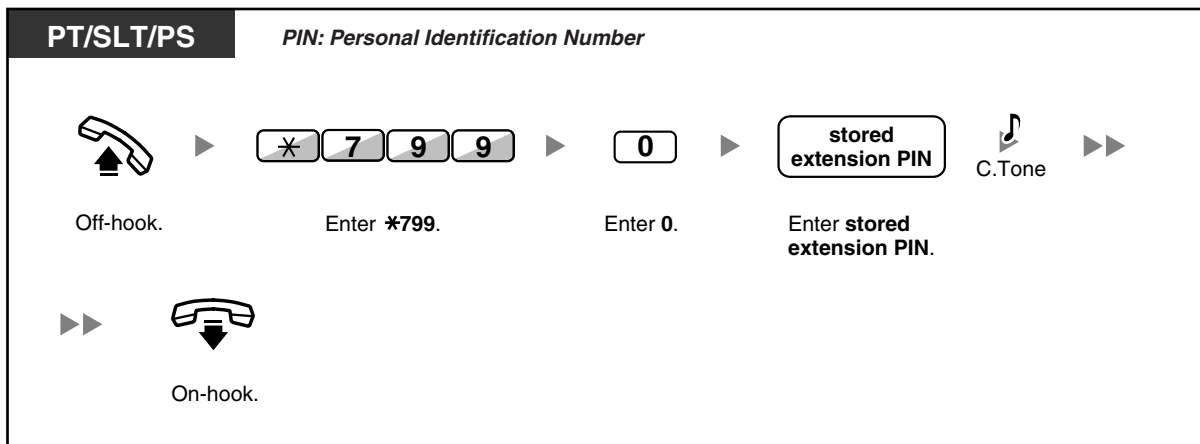 PT/SLT/PS
PIN: Personal Identification Number
* 7 9 9
0
stored
extension PIN
C.Tone
Off-hook.
Enter *799.
Enter 0.
Enter stored
extension PIN.
On-hook.